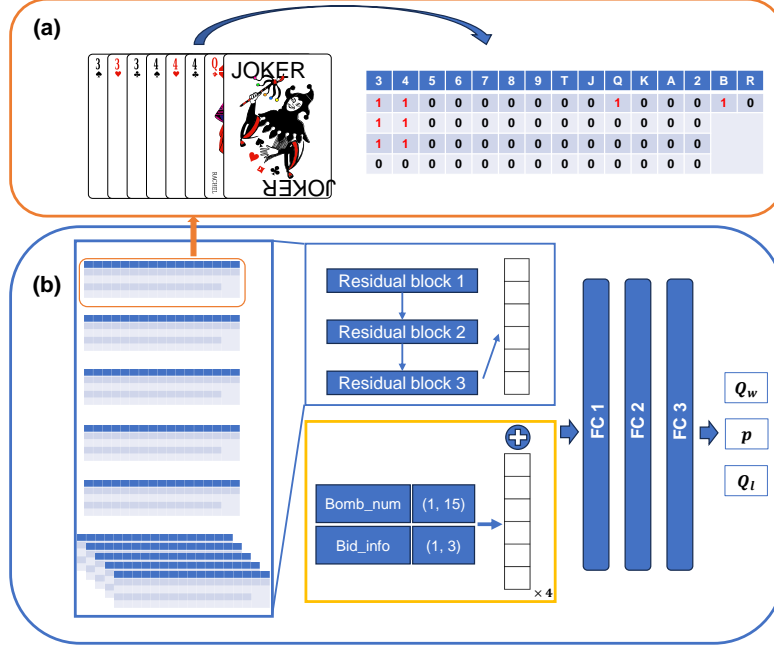 (a)
3 3 3 4 4 4 Q JOKER
RACHEL
JOKER
3 4 5 6 7 8 9 T J Q K A 2 B R
1 1 0 0 0 0 0 0 0 1 0 0 0 1 0
1 1 0 0 0 0 0 0 0 0 0 0 0
1 1 0 0 0 0 0 0 0 0 0 0 0
0 0 0 0 0 0 0 0 0 0 0 0 0
(b)
Residual block 1
Residual block 2
Residual block 3
Bomb_num (1, 15)
Bid_info (1, 3)
× 4
FC 1
FC 2
FC 3
Q_w
p
Q_l